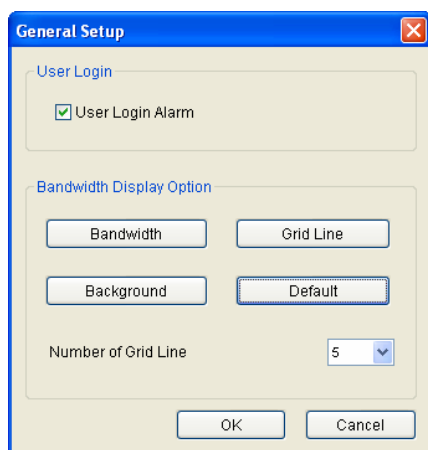 General Setup
User Login
User Login Alarm
Bandwidth Display Option
Bandwidth
Grid Line
Background
Default
Number of Grid Line
5
OK
Cancel